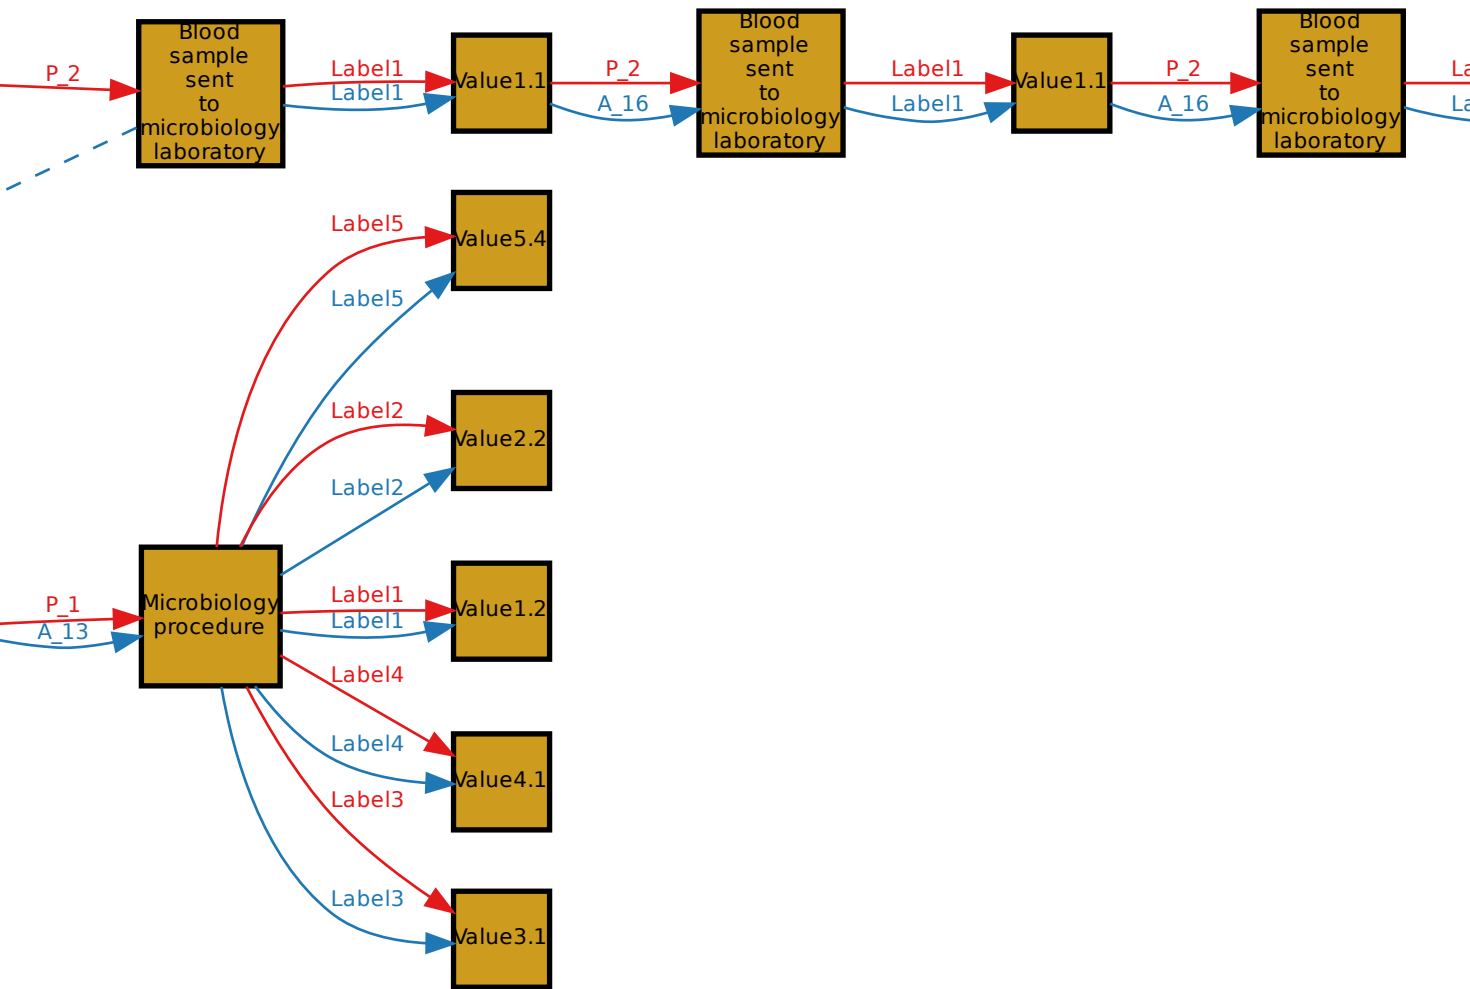 P_2
Blood
sample
sent
to
microbiology
laboratory
Label1
Label1
Value1.1
P_2
A_16
Blood
sample
sent
to
microbiology
laboratory
Label1
Label1
Value1.1
P_2
A_16
Blood
sample
sent
to
microbiology
laboratory
La
La
Label5
Label5
Value5.4
Label2
Label2
Value2.2
P_1
A_13
Microbiology
procedure
Label1
Label1
Value1.2
Label4
Label4
Value4.1
Label3
Label3
Value3.1